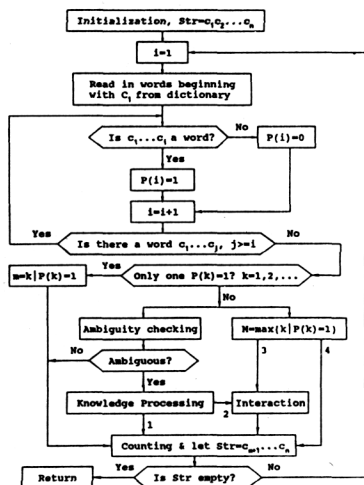 Initialization, Str=c₁c₂...cₙ
i=1
Read in words beginning
with C₁ from dictionary
Is c₁...cᵢ a word?
No
P(i)=0
Yes
P(i)=1
i=i+1
Yes
Is there a word c₁...cⱼ, j>=i
No
m=k|P(k)=1
Yes
Only one P(k)=1? k=1,2,...
No
Ambiguity checking
M=max(k|P(k)=1)
No
Ambiguous?
3
4
Yes
Knowledge Processing
2
Interaction
1
Counting & let Str=cₘ₊₁...cₙ
Yes
No
Return
Is Str empty?